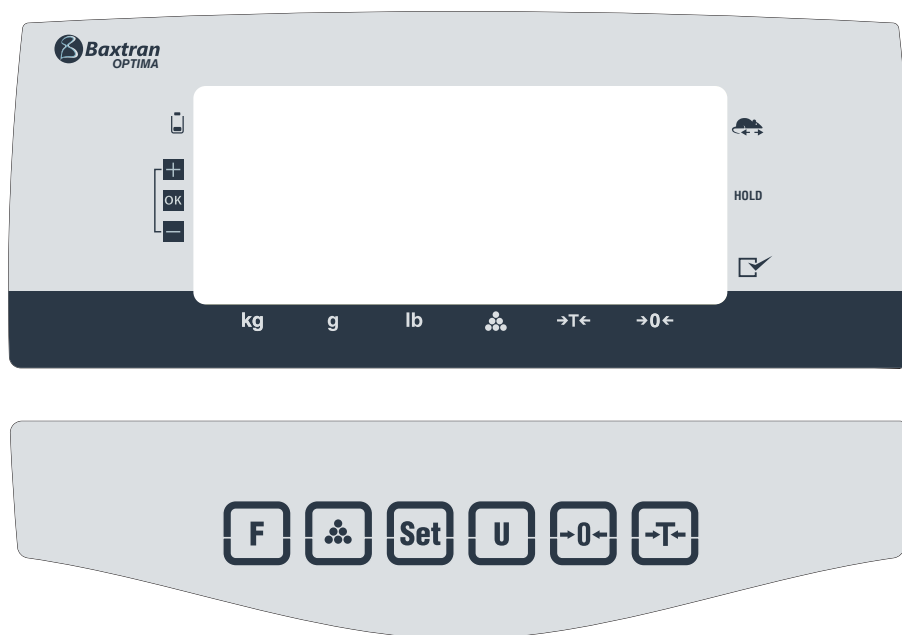 Baxtran
OPTIMA
+
OK
−
HOLD
kg g lb →T← →0←
F Set U →0← →T←